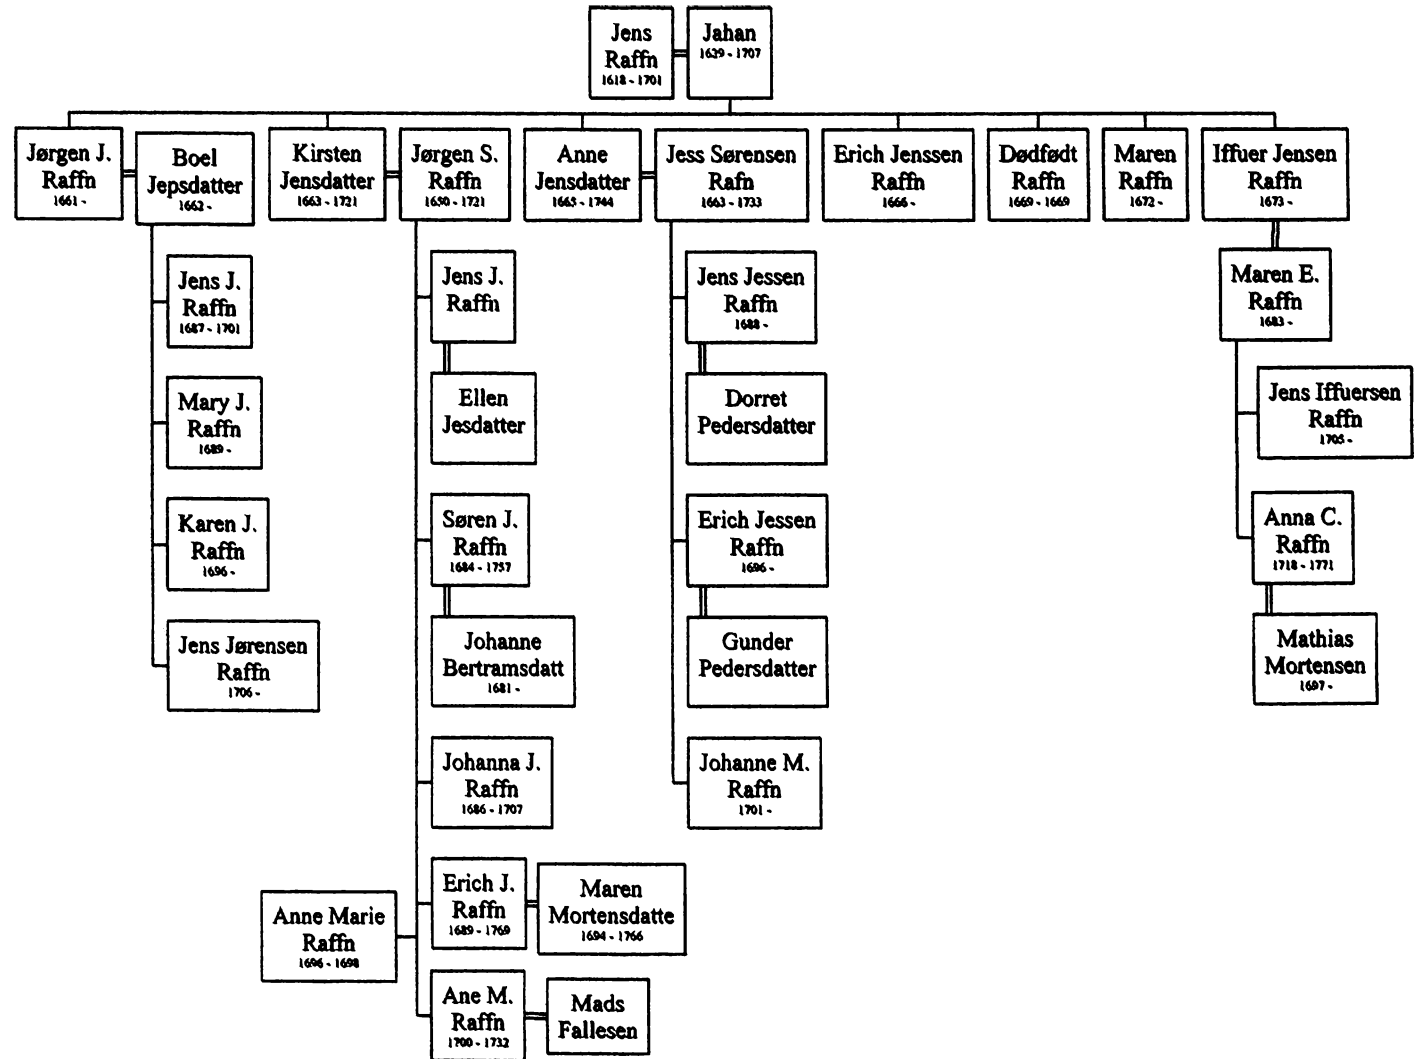 Jens
Raffn
1618 - 1701
Jahan
1639 - 1707
Jørgen J.
Raffn
1661 -
Boel
Jepsdatter
1662 -
Kirsten
Jensdatter
1663 - 1721
Jørgen S.
Raffn
1650 - 1721
Anne
Jensdatter
1665 - 1744
Jess Sørensen
Rafn
1663 - 1733
Erich Jenssen
Raffn
1666 -
Dødfødt
Raffn
1669 - 1669
Maren
Raffn
1672 -
Iffuer Jensen
Raffn
1673 -
Jens J.
Raffn
1687 - 1701
Mary J.
Raffn
1689 -
Karen J.
Raffn
1696 -
Jens Jørensen
Raffn
1706 -
Jens J.
Raffn
Ellen
Jesdatter
Søren J.
Raffn
1684 - 1757
Johanne
Bertramsdatt
1681 -
Johanna J.
Raffn
1686 - 1707
Erich J.
Raffn
1689 - 1769
Maren
Mortensdatte
1694 - 1766
Anne Marie
Raffn
1696 - 1698
Ane M.
Raffn
1700 - 1732
Mads
Fallesen
Jens Jessen
Raffn
1688 -
Dorret
Pedersdatter
Erich Jessen
Raffn
1696 -
Gunder
Pedersdatter
Johanne M.
Raffn
1701 -
Maren E.
Raffn
1683 -
Jens Iffuersen
Raffn
1705 -
Anna C.
Raffn
1718 - 1771
Mathias
Mortensen
1697 -